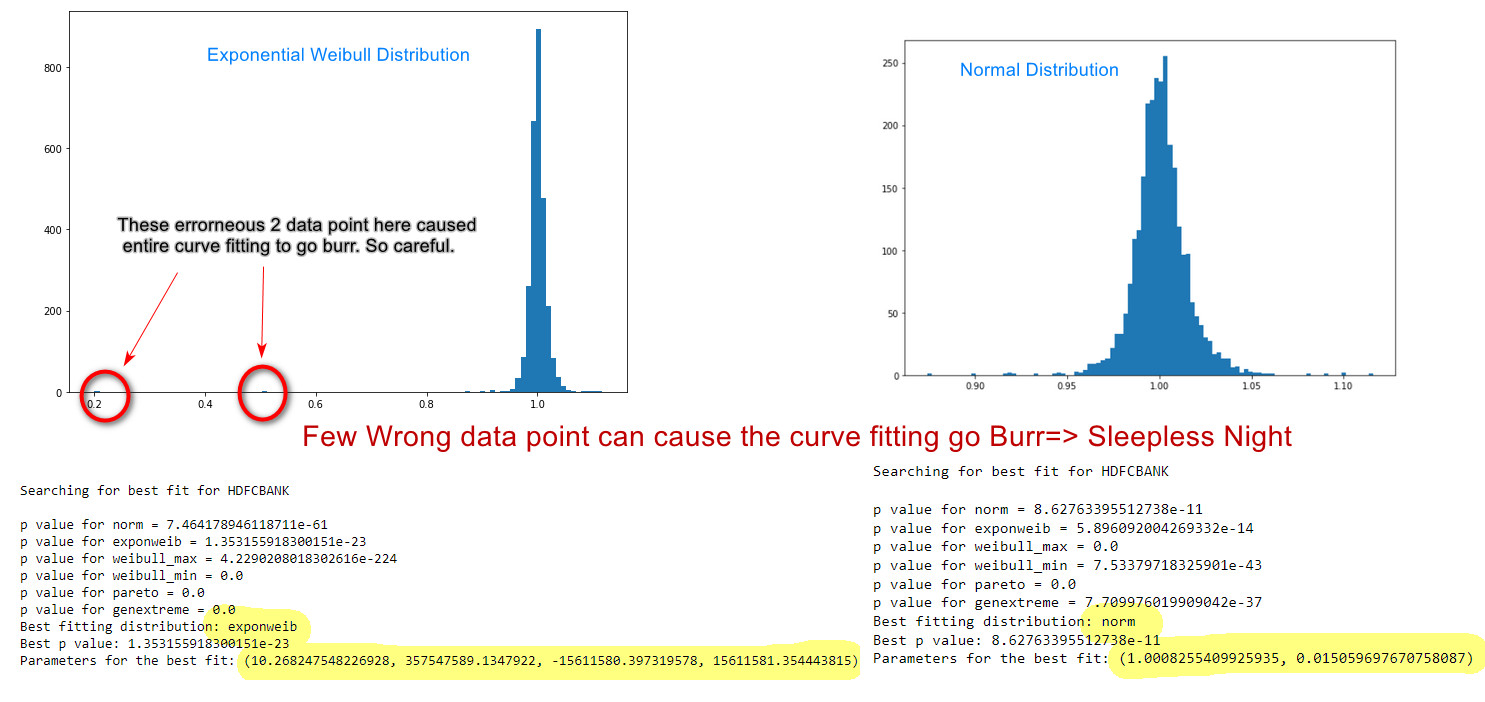 Exponential Weibull Distribution
800
600
400
200
0
0.2
0.4
0.6
0.8
1.0
These errorneous 2 data point here caused
entire curve fitting to go burr. So careful.
Normal Distribution
250
200
150
100
50
0
0.90
0.95
1.00
1.05
1.10
Few Wrong data point can cause the curve fitting go Burr=> Sleepless Night
Searching for best fit for HDFCBANK
p value for norm = 7.464178946118711e-61
p value for exponweib = 1.353155918300151e-23
p value for weibull_max = 4.2290208018302616e-224
p value for weibull_min = 0.0
p value for pareto = 0.0
p value for genextreme = 0.0
Best fitting distribution: exponweib
Best p value: 1.353155918300151e-23
Parameters for the best fit: (10.268247548226928, 357547589.1347922, -15611580.397319578, 15611581.354443815)
Searching for best fit for HDFCBANK
p value for norm = 8.62763395512738e-11
p value for exponweib = 5.896092004269332e-14
p value for weibull_max = 0.0
p value for weibull_min = 7.53379718325901e-43
p value for pareto = 0.0
p value for genextreme = 7.709976019909042e-37
Best fitting distribution: norm
Best p value: 8.62763395512738e-11
Parameters for the best fit: (1.0008255409925935, 0.015059697670758087)